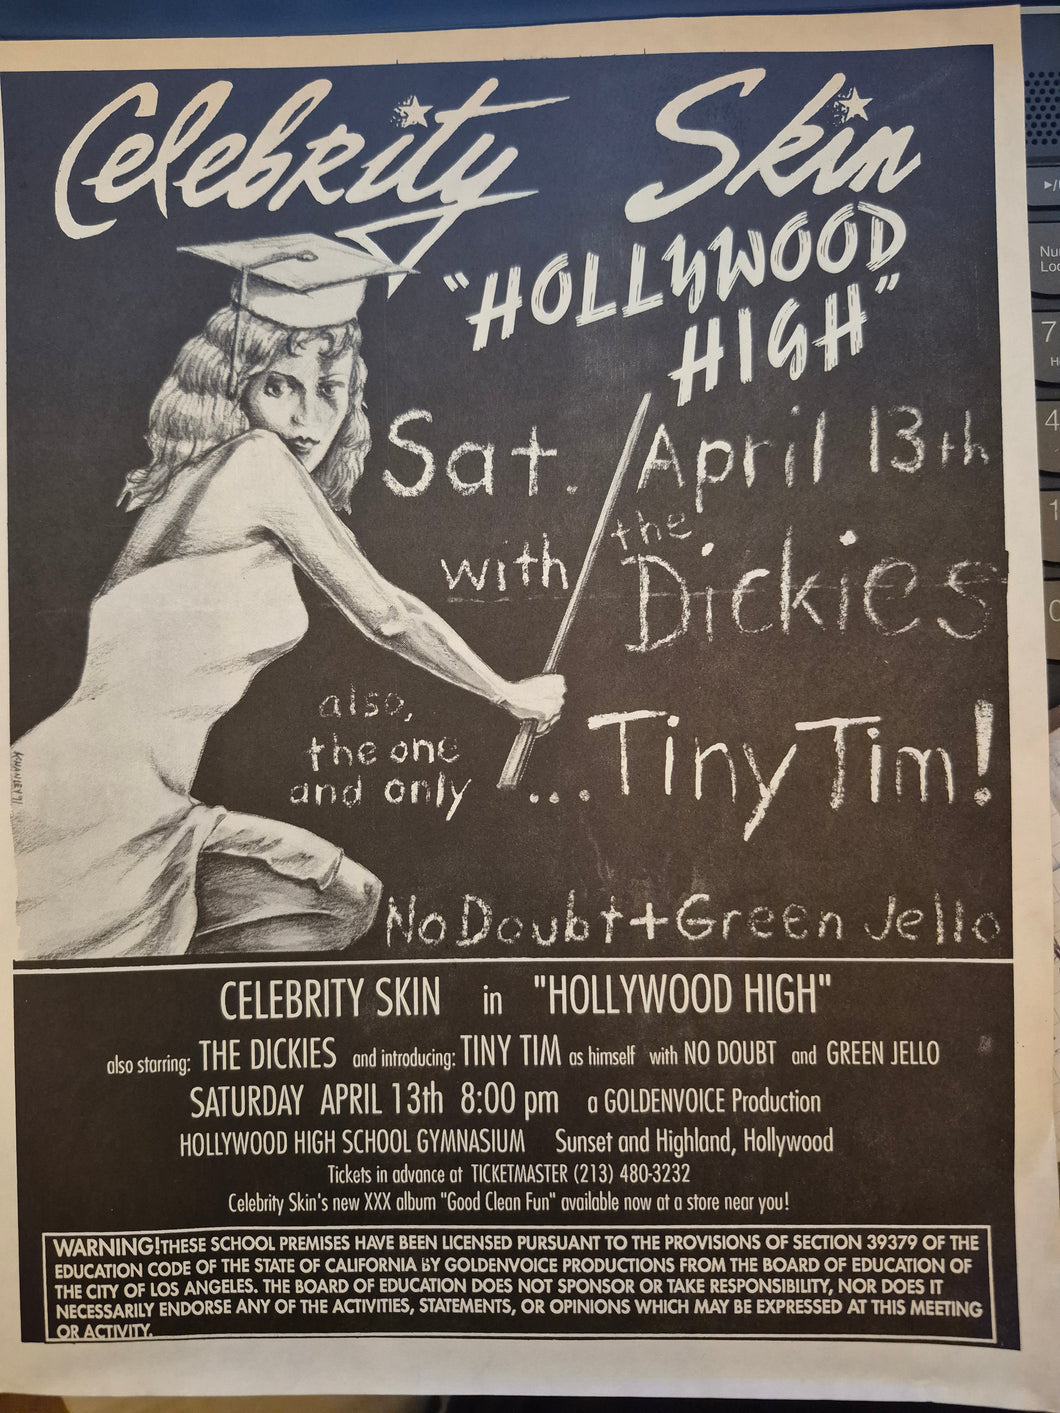 Celebrity Skin
"HOLLYWOOD
HIGH"
Sat. April 13th
with the Dickies
also,
the one
and only
...Tiny Tim!
No Doubt + Green Jello
CELEBRITY SKIN in "HOLLYWOOD HIGH"
also starring: THE DICKIES and introducing: TINY TIM as himself with NO DOUBT and GREEN JELLO
SATURDAY APRIL 13th 8:00 pm a GOLDENVOICE Production
HOLLYWOOD HIGH SCHOOL GYMNASIUM Sunset and Highland, Hollywood
Tickets in advance at TICKETMASTER (213) 480-3232
Celebrity Skin's new XXX album "Good Clean Fun" available now at a store near you!
WARNING! THESE SCHOOL PREMISES HAVE BEEN LICENSED PURSUANT TO THE PROVISIONS OF SECTION 39379 OF THE
EDUCATION CODE OF THE STATE OF CALIFORNIA BY GOLDENVOICE PRODUCTIONS FROM THE BOARD OF EDUCATION OF
THE CITY OF LOS ANGELES. THE BOARD OF EDUCATION DOES NOT SPONSOR OR TAKE RESPONSIBILITY, NOR DOES IT
NECESSARILY ENDORSE ANY OF THE ACTIVITIES, STATEMENTS, OR OPINIONS WHICH MAY BE EXPRESSED AT THIS MEETING
OR ACTIVITY.
7
4
1
0